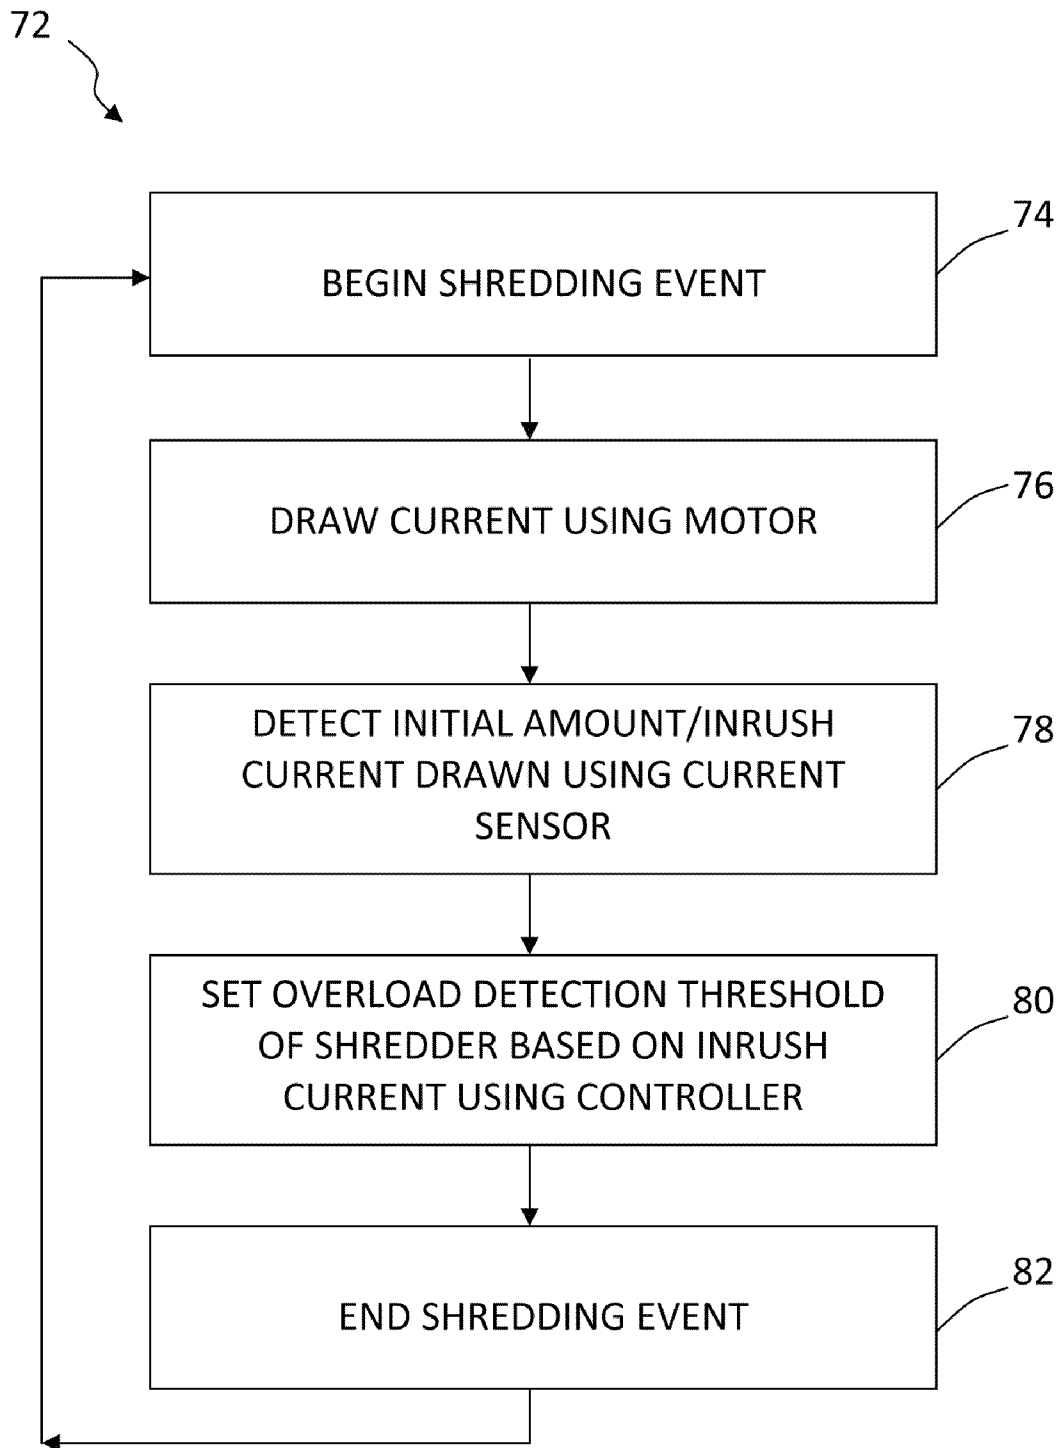 72
74
BEGIN SHREDDING EVENT
76
DRAW CURRENT USING MOTOR
78
DETECT INITIAL AMOUNT/INRUSH
CURRENT DRAWN USING CURRENT
SENSOR
80
SET OVERLOAD DETECTION THRESHOLD
OF SHREDDER BASED ON INRUSH
CURRENT USING CONTROLLER
82
END SHREDDING EVENT